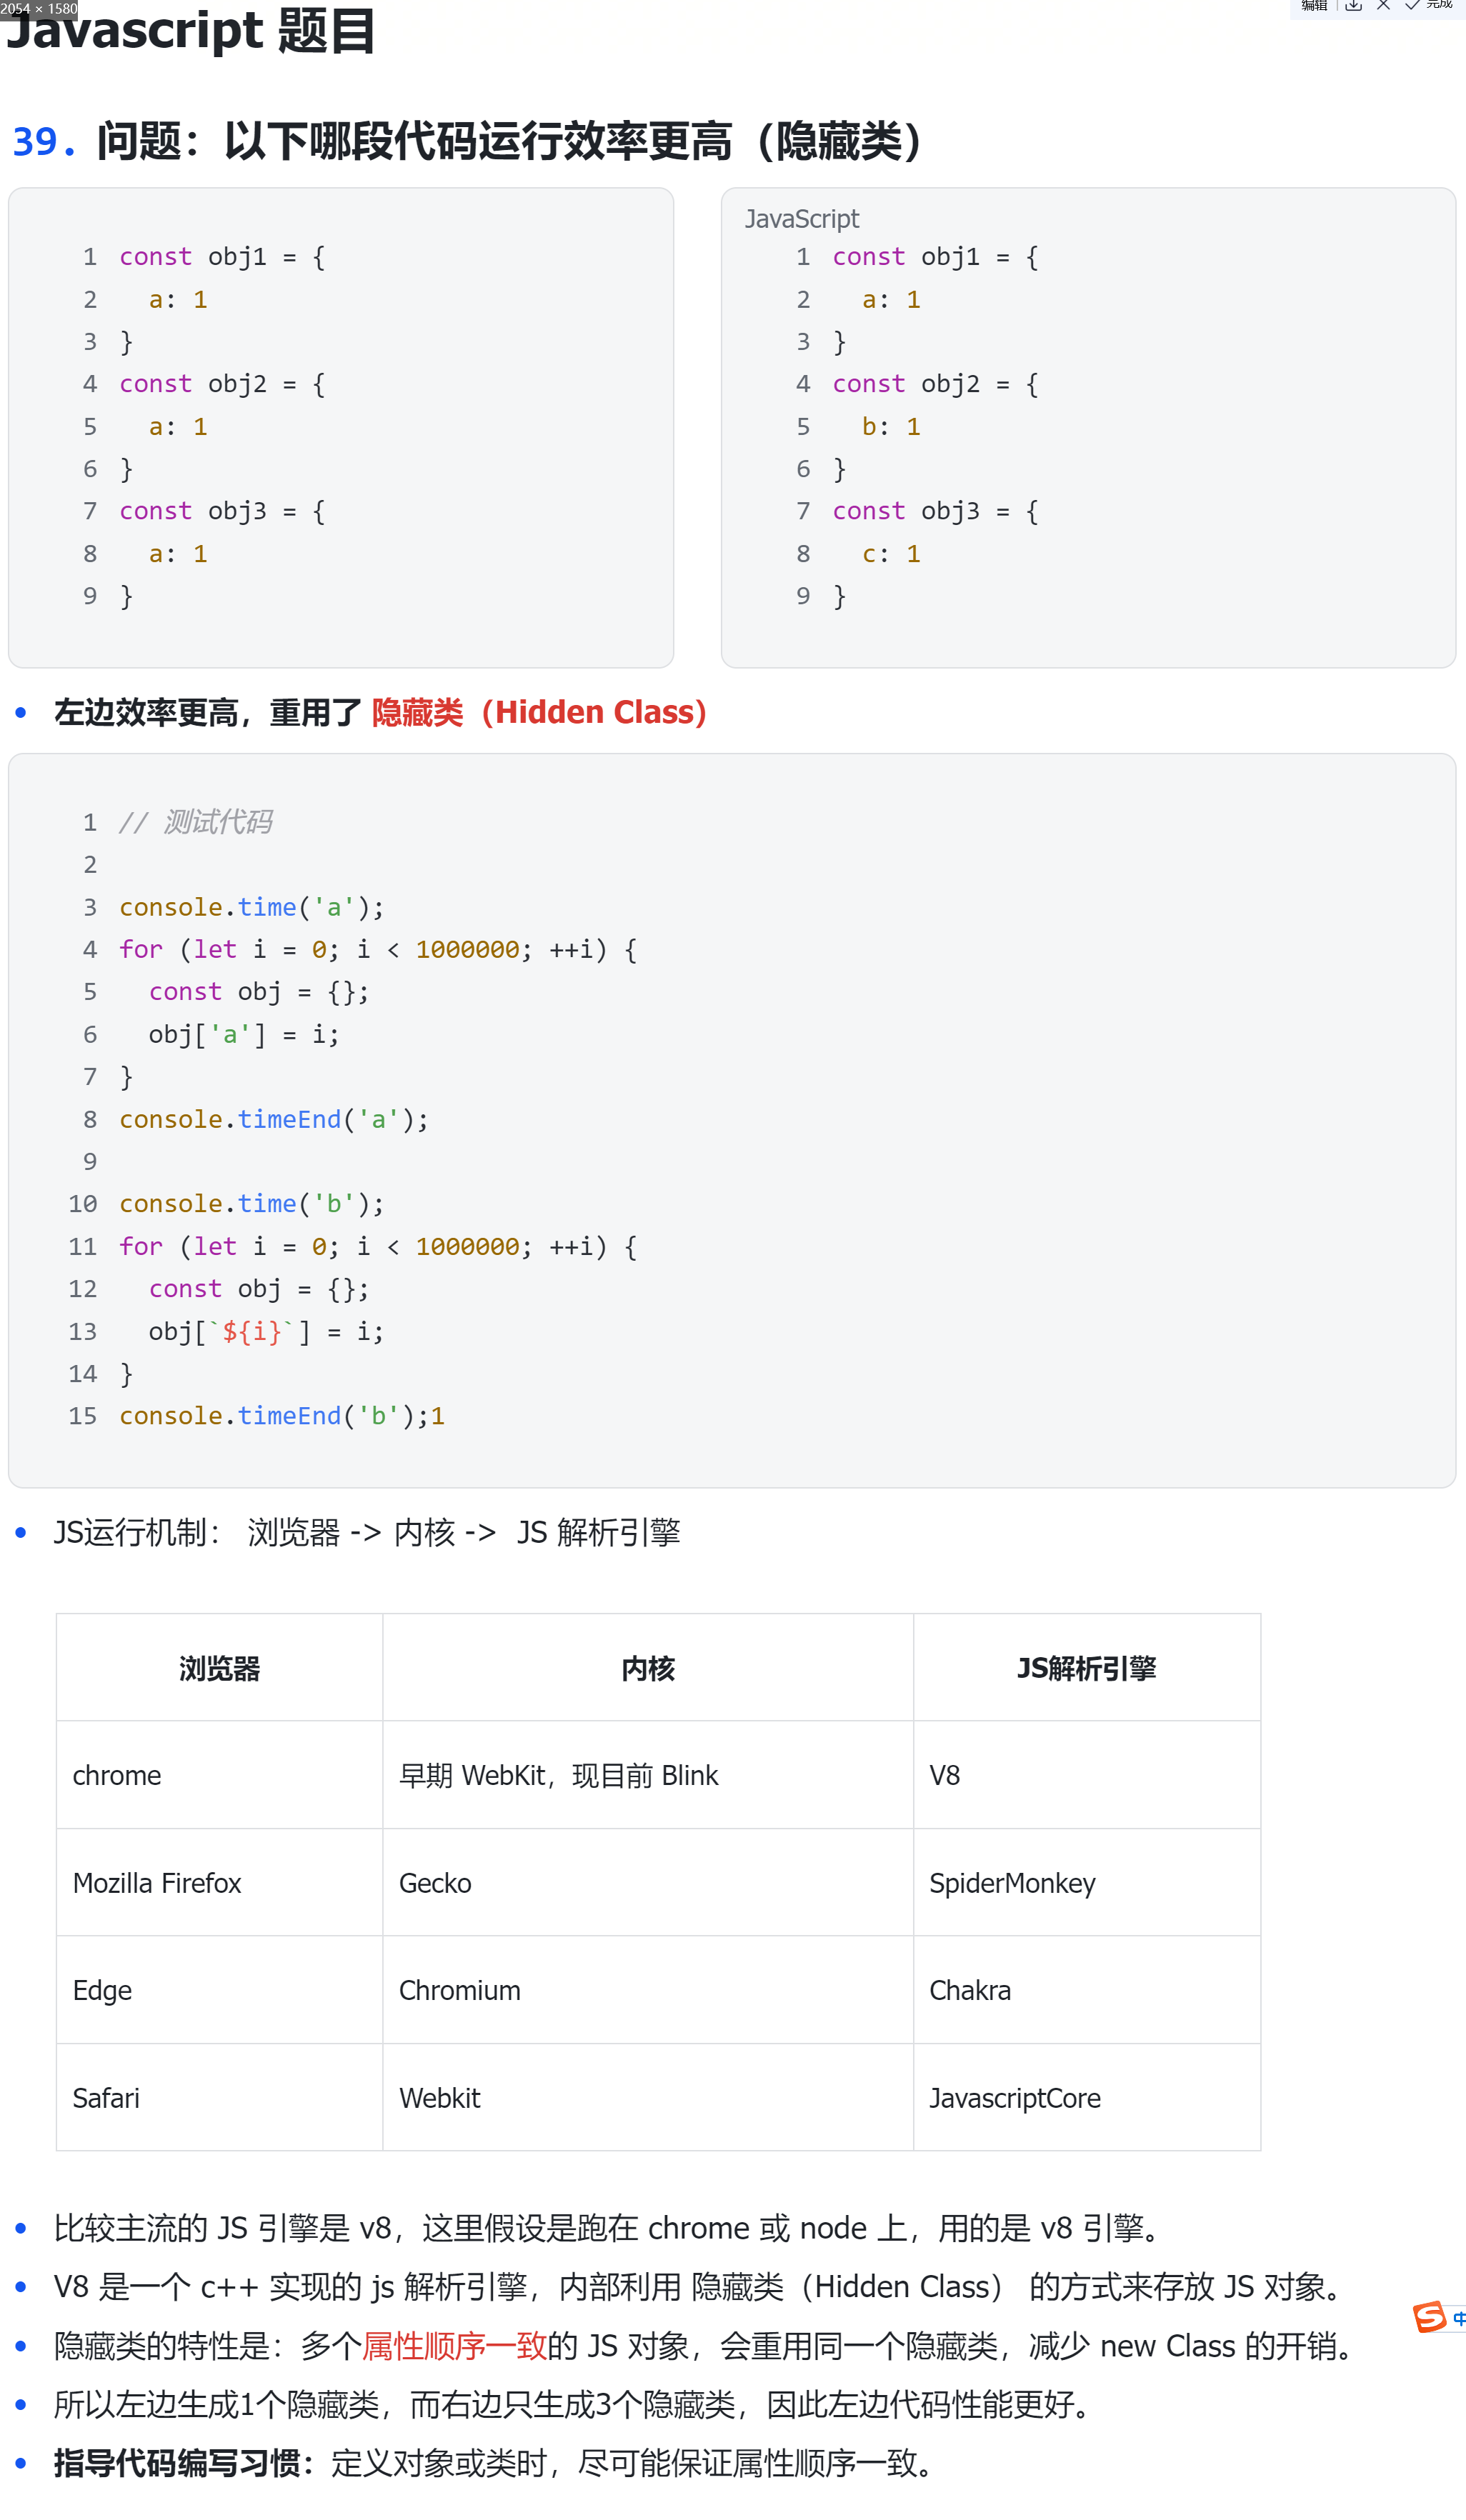 2054 × 1580
编辑 完成
Javascript 题目
39. 问题：以下哪段代码运行效率更高（隐藏类）
1 const obj1 = {
2   a: 1
3 }
4 const obj2 = {
5   a: 1
6 }
7 const obj3 = {
8   a: 1
9 }
JavaScript
1 const obj1 = {
2   a: 1
3 }
4 const obj2 = {
5   b: 1
6 }
7 const obj3 = {
8   c: 1
9 }
• 左边效率更高，重用了 隐藏类（Hidden Class）
1 // 测试代码
2
3 console.time('a');
4 for (let i = 0; i < 1000000; ++i) {
5   const obj = {};
6   obj['a'] = i;
7 }
8 console.timeEnd('a');
9
10 console.time('b');
11 for (let i = 0; i < 1000000; ++i) {
12   const obj = {};
13   obj[`${i}`] = i;
14 }
15 console.timeEnd('b');1
• JS运行机制： 浏览器 -> 内核 -> JS 解析引擎
浏览器 内核 JS解析引擎
chrome 早期 WebKit，现目前 Blink V8
Mozilla Firefox Gecko SpiderMonkey
Edge Chromium Chakra
Safari Webkit JavascriptCore
• 比较主流的 JS 引擎是 v8，这里假设是跑在 chrome 或 node 上，用的是 v8 引擎。
• V8 是一个 c++ 实现的 js 解析引擎，内部利用 隐藏类（Hidden Class） 的方式来存放 JS 对象。
• 隐藏类的特性是：多个属性顺序一致的 JS 对象，会重用同一个隐藏类，减少 new Class 的开销。
• 所以左边生成1个隐藏类，而右边只生成3个隐藏类，因此左边代码性能更好。
• 指导代码编写习惯：定义对象或类时，尽可能保证属性顺序一致。
S 中